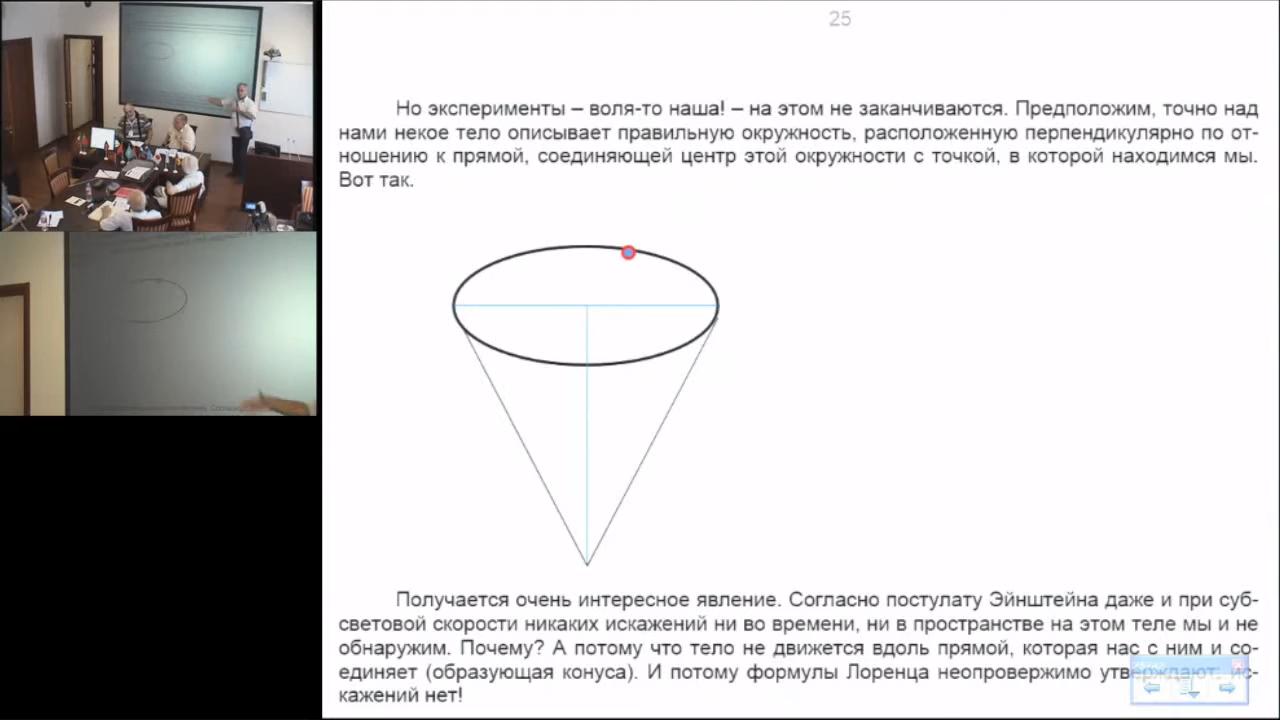 25
Но эксперименты – воля-то наша! – на этом не заканчиваются. Предположим, точно над
нами некое тело описывает правильную окружность, расположенную перпендикулярно по от-
ношению к прямой, соединяющей центр этой окружности с точкой, в которой находимся мы.
Вот так.
Получается очень интересное явление. Согласно постулату Эйнштейна даже и при суб-
световой скорости никаких искажений ни во времени, ни в пространстве на этом теле мы и не
обнаружим. Почему? А потому что тело не движется вдоль прямой, которая нас с ним и со-
единяет (образующая конуса). И потому формулы Лоренца неопровержимо утверждают: ис-
кажений нет!